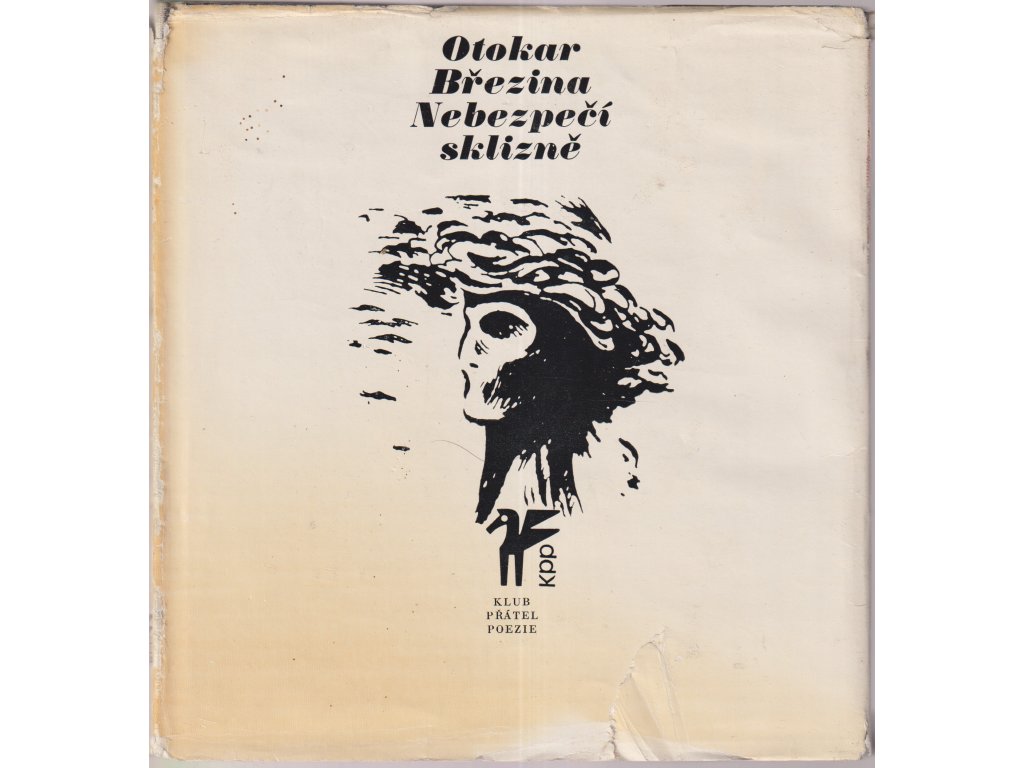 Otokar
Březina
Nebezpečí
sklizně
kpp
KLUB
PŘÁTEL
POEZIE